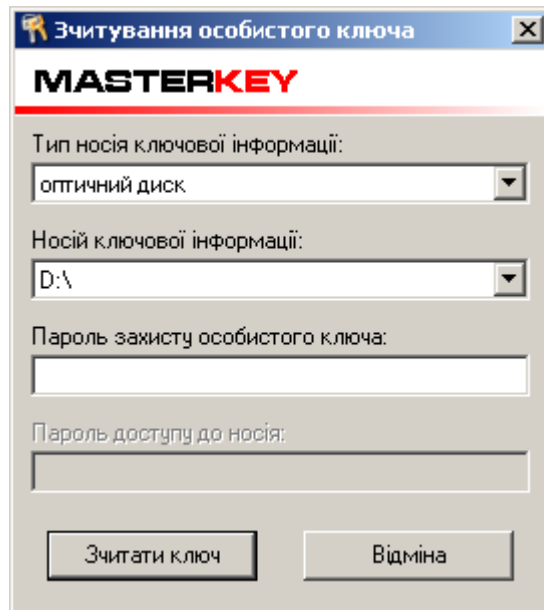 Зчитування особистого ключа
MASTERKEY
Тип носія ключової інформації:
оптичний диск
Носій ключової інформації:
D:\
Пароль захисту особистого ключа:
Пароль доступу до носія:
Зчитати ключ
Відміна